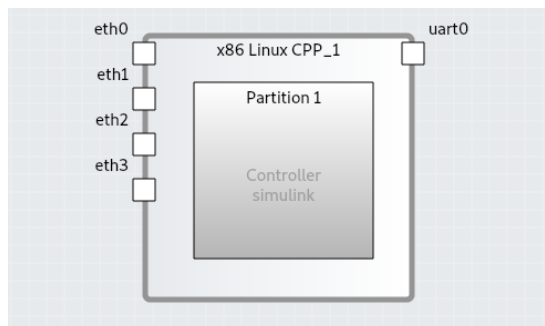 eth0
uart0
x86 Linux CPP_1
eth1
Partition 1
eth2
eth3
Controller
simulink